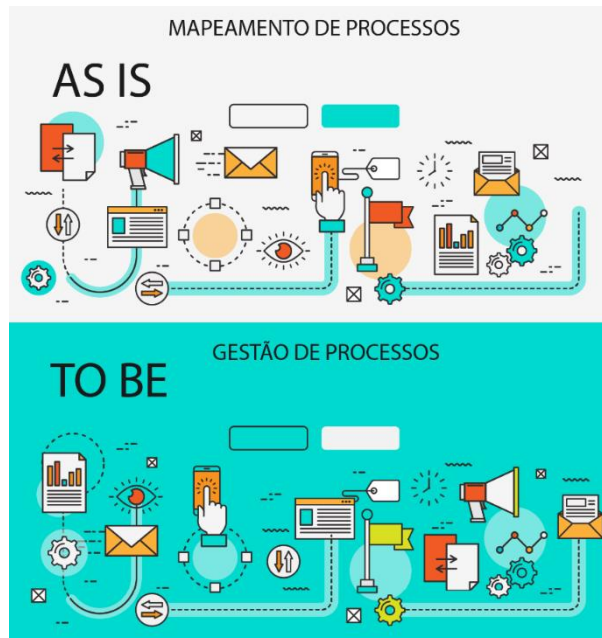 MAPEAMENTO DE PROCESSOS
AS IS
GESTÃO DE PROCESSOS
TO BE